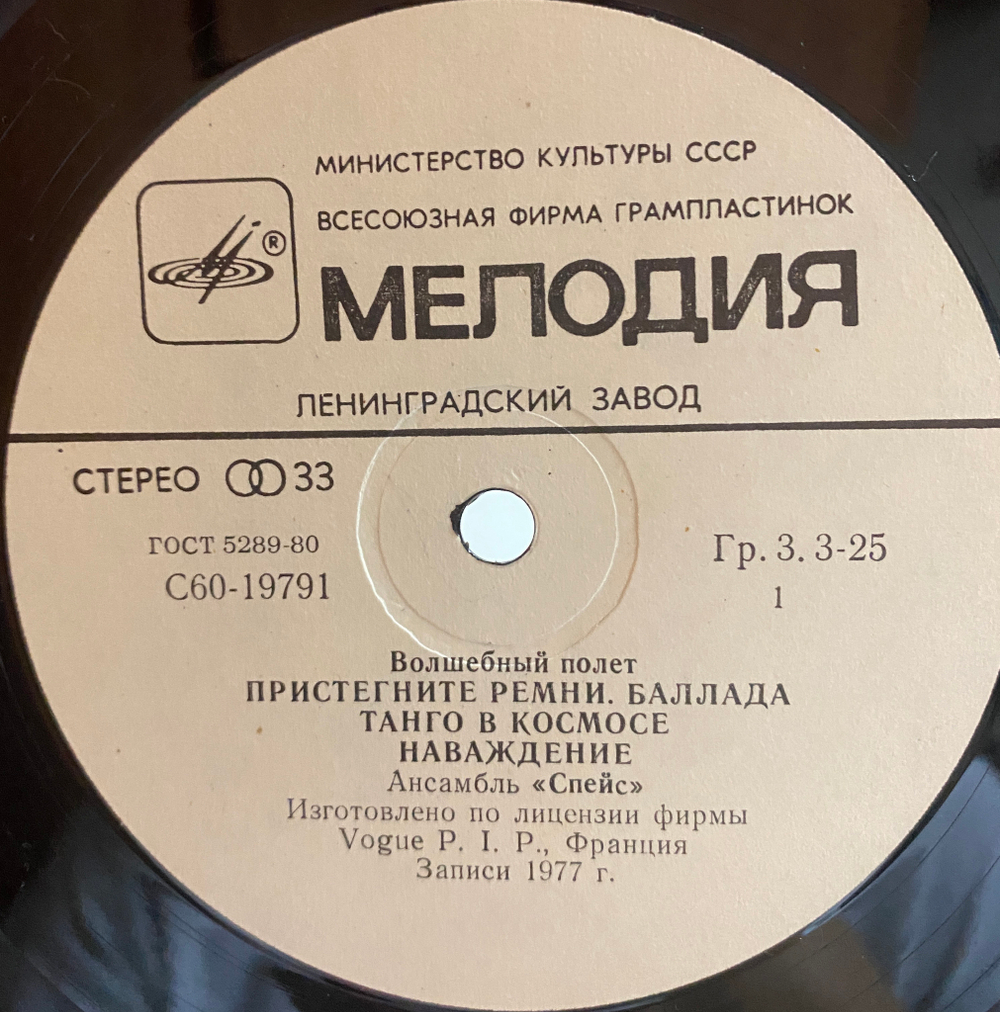 МИНИСТЕРСТВО КУЛЬТУРЫ СССР
ВСЕСОЮЗНАЯ ФИРМА ГРАМПЛАСТИНОК
®
МЕЛОДИЯ
ЛЕНИНГРАДСКИЙ ЗАВОД
СТЕРЕО 33
ГОСТ 5289-80
Гр. 3. 3-25
С60-19791
1
Волшебный полет
ПРИСТЕГНИТЕ РЕМНИ. БАЛЛАДА
ТАНГО В КОСМОСЕ
НАВАЖДЕНИЕ
Ансамбль «Спейс»
Изготовлено по лицензии фирмы
Vogue P. I. P., Франция
Записи 1977 г.